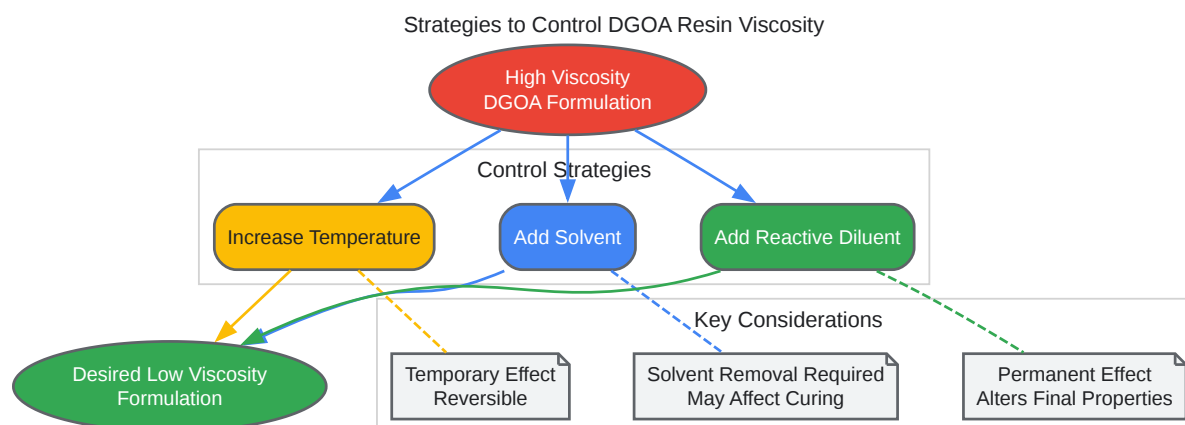 Strategies to Control DGOA Resin Viscosity
High Viscosity
DGOA Formulation
Control Strategies
Increase Temperature
Add Solvent
Add Reactive Diluent
Key Considerations
Desired Low Viscosity
Formulation
Temporary Effect
Reversible
Solvent Removal Required
May Affect Curing
Permanent Effect
Alters Final Properties